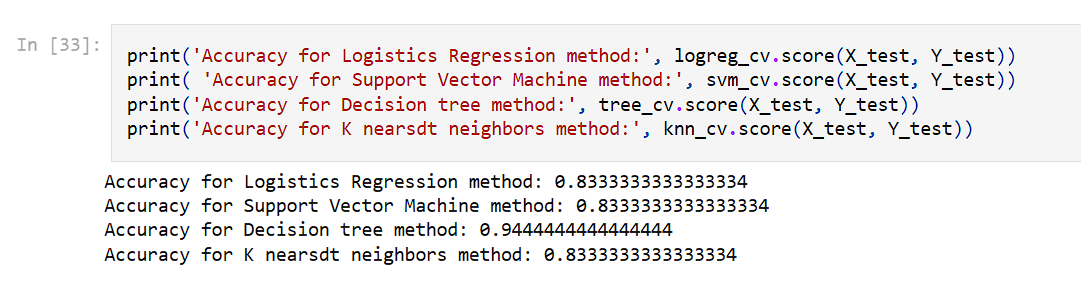 In [33]:
print('Accuracy for Logistics Regression method:', logreg_cv.score(X_test, Y_test))
print( 'Accuracy for Support Vector Machine method:', svm_cv.score(X_test, Y_test))
print('Accuracy for Decision tree method:', tree_cv.score(X_test, Y_test))
print('Accuracy for K nearsdt neighbors method:', knn_cv.score(X_test, Y_test))
Accuracy for Logistics Regression method: 0.8333333333333334
Accuracy for Support Vector Machine method: 0.8333333333333334
Accuracy for Decision tree method: 0.9444444444444444
Accuracy for K nearsdt neighbors method: 0.8333333333333334